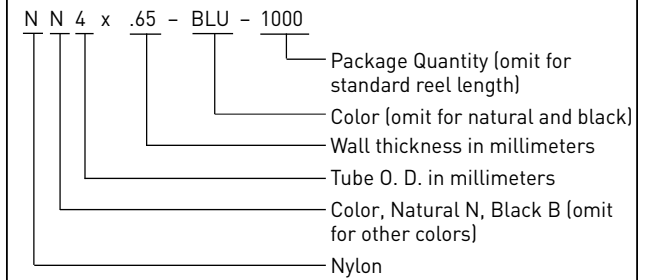 N N 4 x .65 – BLU – 1000
Package Quantity (omit for
standard reel length)
Color (omit for natural and black)
Wall thickness in millimeters
Tube O. D. in millimeters
Color, Natural N, Black B (omit
for other colors)
Nylon